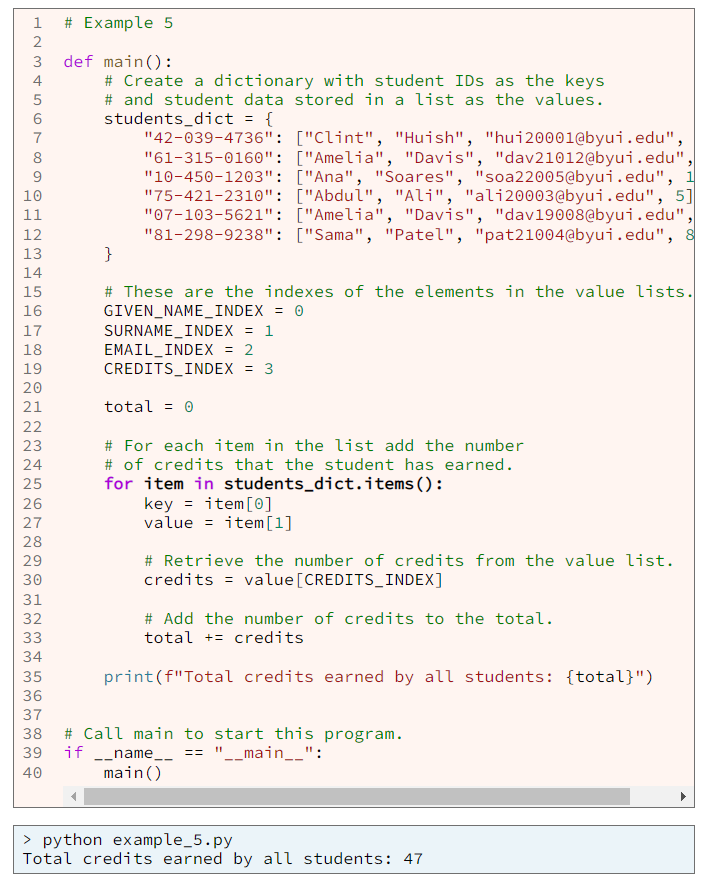 1 # Example 5
2
3 def main():
4     # Create a dictionary with student IDs as the keys
5     # and student data stored in a list as the values.
6     students_dict = {
7         "42-039-4736": ["Clint", "Huish", "hui20001@byui.edu",
8         "61-315-0160": ["Amelia", "Davis", "dav21012@byui.edu",
9         "10-450-1203": ["Ana", "Soares", "soa22005@byui.edu", 1
10         "75-421-2310": ["Abdul", "Ali", "ali20003@byui.edu", 5]
11         "07-103-5621": ["Amelia", "Davis", "dav19008@byui.edu",
12         "81-298-9238": ["Sama", "Patel", "pat21004@byui.edu", 8
13     }
14
15     # These are the indexes of the elements in the value lists.
16     GIVEN_NAME_INDEX = 0
17     SURNAME_INDEX = 1
18     EMAIL_INDEX = 2
19     CREDITS_INDEX = 3
20
21     total = 0
22
23     # For each item in the list add the number
24     # of credits that the student has earned.
25     for item in students_dict.items():
26         key = item[0]
27         value = item[1]
28
29         # Retrieve the number of credits from the value list.
30         credits = value[CREDITS_INDEX]
31
32         # Add the number of credits to the total.
33         total += credits
34
35     print(f"Total credits earned by all students: {total}")
36
37
38 # Call main to start this program.
39 if __name__ == "__main__":
40     main()
> python example_5.py
Total credits earned by all students: 47